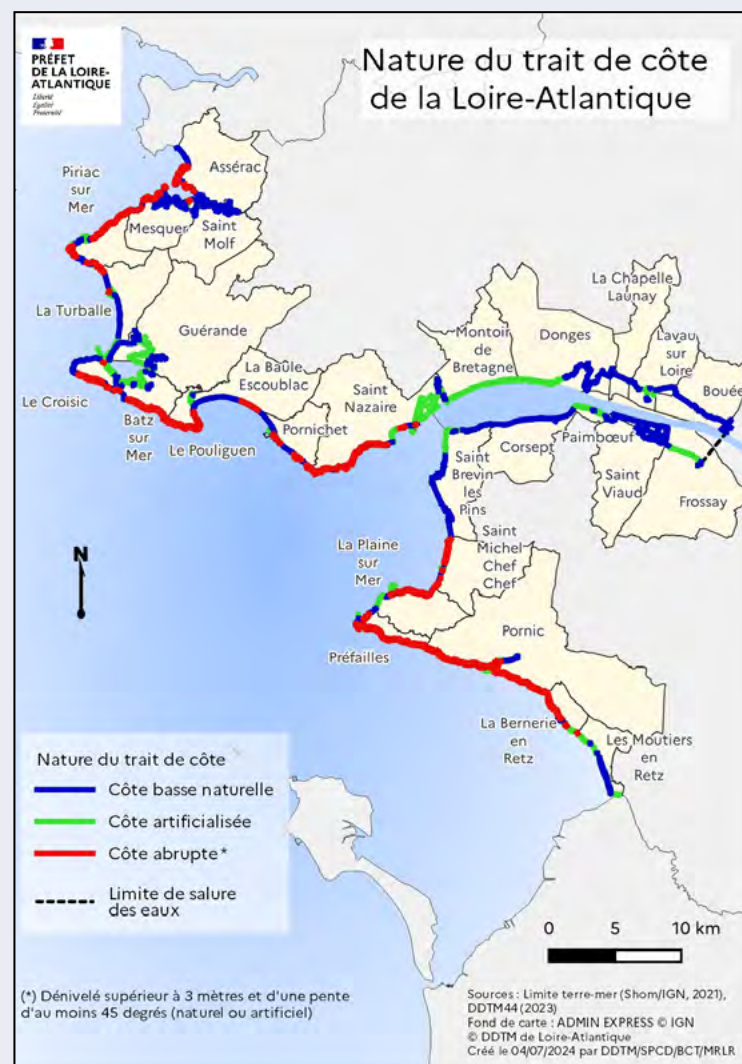 PRÉFET
DE LA LOIRE-
ATLANTIQUE
Liberté
Égalité
Fraternité
Nature du trait de côte
de la Loire-Atlantique
Assérac
Piriac
sur
Mer
Mesquer
Saint
Molf
La Turballe
Guérande
La Chapelle
Launay
Montoir
de
Bretagne
Donges
Lavau
sur
Loire
Bouée
La Baule
Escoublac
Saint
Nazaire
Le Croisic
Batz
sur
Mer
Le Pouliguen
Pornichet
Corsept
Paimbœuf
Saint
Brevin
les
Pins
Saint
Viaud
Frossay
Saint
Michel
Chef
Chef
La Plaine
sur
Mer
N
Préfailles
Pornic
La Bernerie
en
Retz
Les Moutiers
en
Retz
Nature du trait de côte
Côte basse naturelle
Côte artificialisée
Côte abrupte*
Limite de salure
des eaux
0 5 10 km
(*) Dénivelé supérieur à 3 mètres et d'une pente
d'au moins 45 degrés (naturel ou artificiel)
Sources : Limite terre-mer (Shom/IGN, 2021),
DDTM44 (2023)
Fond de carte : ADMIN EXPRESS © IGN
© DDTM de Loire-Atlantique
Créé le 04/07/2024 par DDTM/SPCD/BCT/MRLR